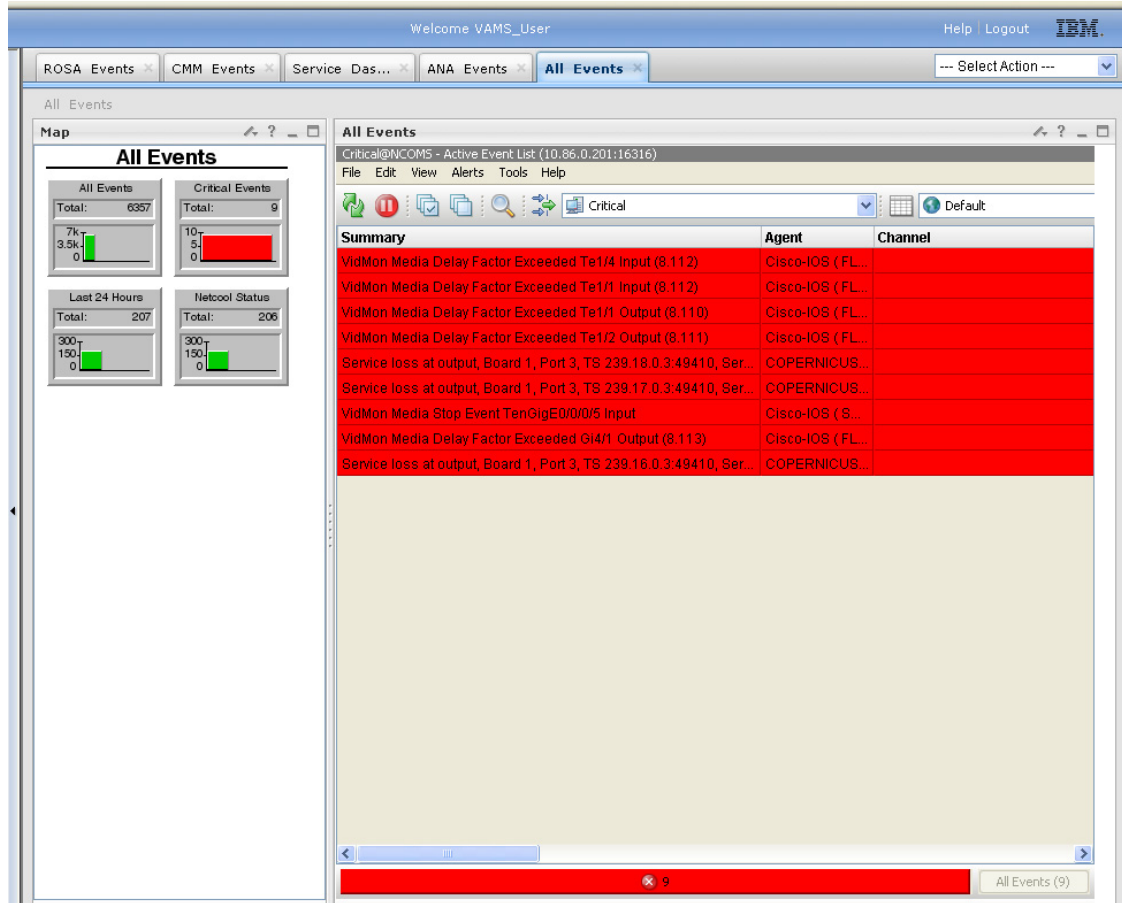 Welcome VAMS_User
Help | Logout IBM.
ROSA Events CMM Events Service Das... ANA Events All Events --- Select Action ---
All Events
Map
All Events
All Events
Total: 6357
7k
3.5k
0
Critical Events
Total: 9
10
5
0
Last 24 Hours
Total: 207
300
150
0
Netcool Status
Total: 206
300
150
0
All Events
Critical@NCOMS - Active Event List (10.86.0.201:16316)
File Edit View Alerts Tools Help
Critical Default
Summary Agent Channel
VidMon Media Delay Factor Exceeded Te1/4 Input (8.112) Cisco-IOS ( FL...
VidMon Media Delay Factor Exceeded Te1/1 Input (8.112) Cisco-IOS ( FL...
VidMon Media Delay Factor Exceeded Te1/1 Output (8.110) Cisco-IOS ( FL...
VidMon Media Delay Factor Exceeded Te1/2 Output (8.111) Cisco-IOS ( FL...
Service loss at output, Board 1, Port 3, TS 239.18.0.3:49410, Ser... COPERNICUS...
Service loss at output, Board 1, Port 3, TS 239.17.0.3:49410, Ser... COPERNICUS...
VidMon Media Stop Event TenGigE0/0/0/5 Input Cisco-IOS ( S...
VidMon Media Delay Factor Exceeded Gi4/1 Output (8.113) Cisco-IOS ( FL...
Service loss at output, Board 1, Port 3, TS 239.16.0.3:49410, Ser... COPERNICUS...
9
All Events (9)